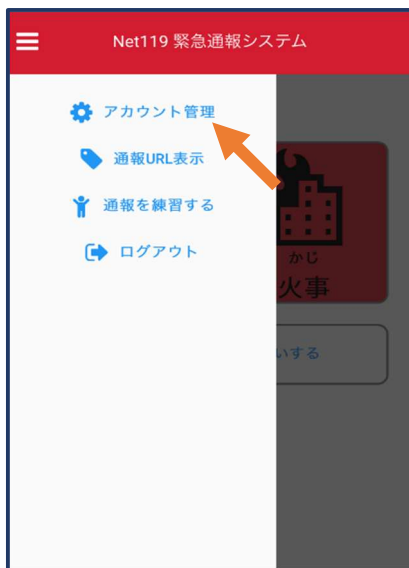 Net119 緊急通報システム
アカウント管理
通報URL表示
通報を練習する
ログアウト
かじ
火事
いする